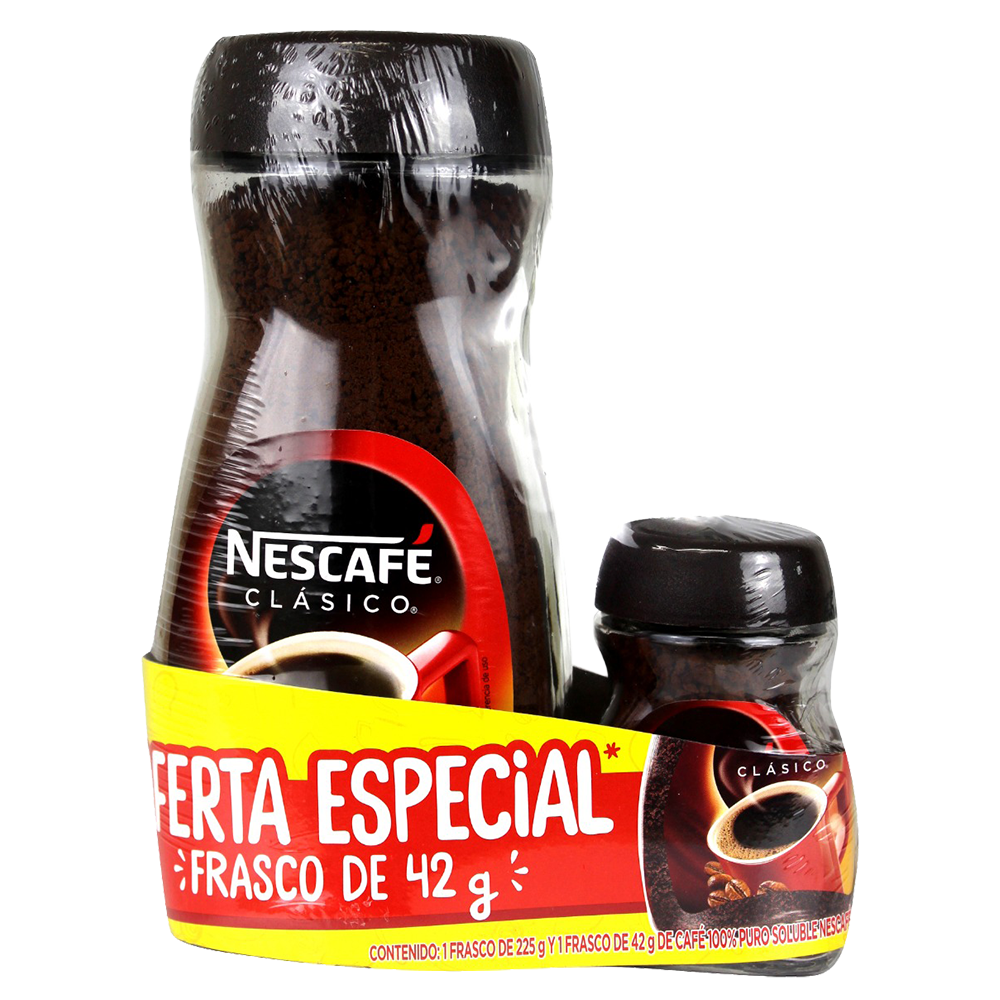 NESCAFÉ®
CLÁSICO®
FERTA ESPECiAL*
FRASCO DE 42 g
CLÁSICO®
CONTENIDO: 1 FRASCO DE 225 g Y 1 FRASCO DE 42 g DE CAFÉ 100% PURO SOLUBLE NESCAFÉ